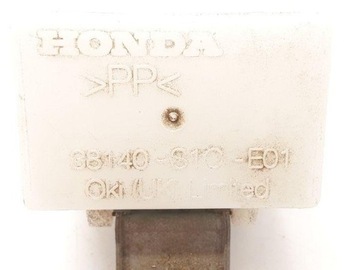 HONDA
>PP<
38140-S10-E01
Oki (UK) Limited